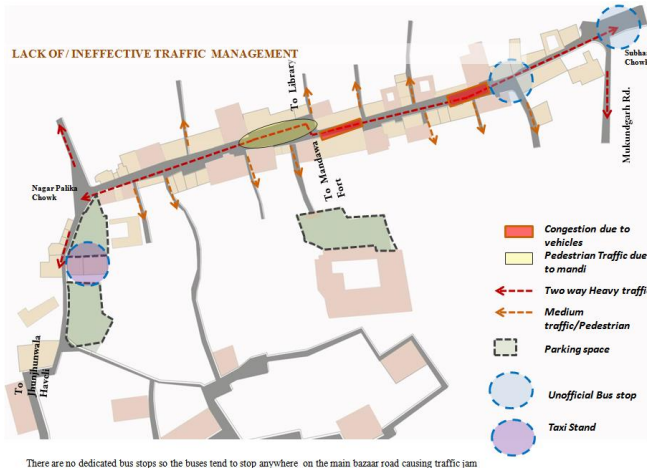 LACK OF / INEFFECTIVE TRAFFIC MANAGEMENT
To Library
Subhash
Chowk
Mukundgarh Rd.
To Mandawa
Fort
Nagar Palika
Chowk
To
Jhunjhunwala
Haveli
Congestion due to
vehicles
Pedestrian Traffic due
to mandi
Two way Heavy traffic
Medium
traffic/Pedestrian
Parking space
Unofficial Bus stop
Taxi Stand
There are no dedicated bus stops so the buses tend to stop anywhere on the main bazaar road causing traffic jam